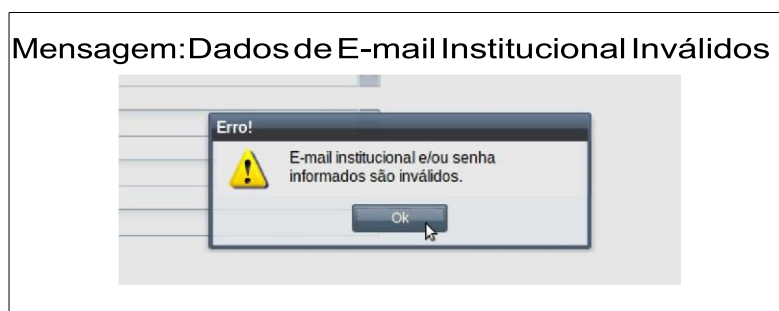 Mensagem: Dados de E-mail Institucional Inválidos
Erro!
E-mail institucional e/ou senha
informados são inválidos.
Ok